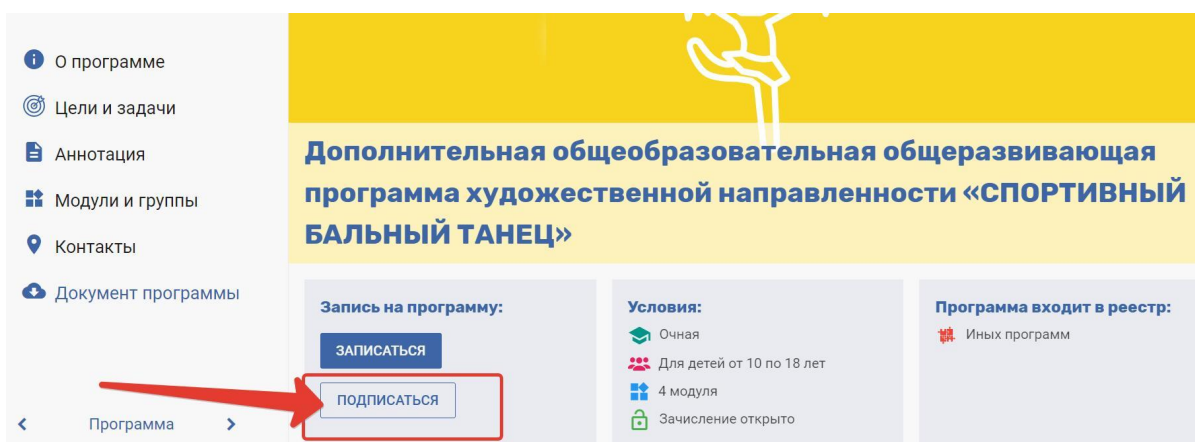 О программе
Цели и задачи
Аннотация
Модули и группы
Контакты
Документ программы
Программа
Дополнительная общеобразовательная общеразвивающая
программа художественной направленности «СПОРТИВНЫЙ
БАЛЬНЫЙ ТАНЕЦ»
Запись на программу:
ЗАПИСАТЬСЯ
ПОДПИСАТЬСЯ
Условия:
Очная
Для детей от 10 по 18 лет
4 модуля
Зачисление открыто
Программа входит в реестр:
Иных программ